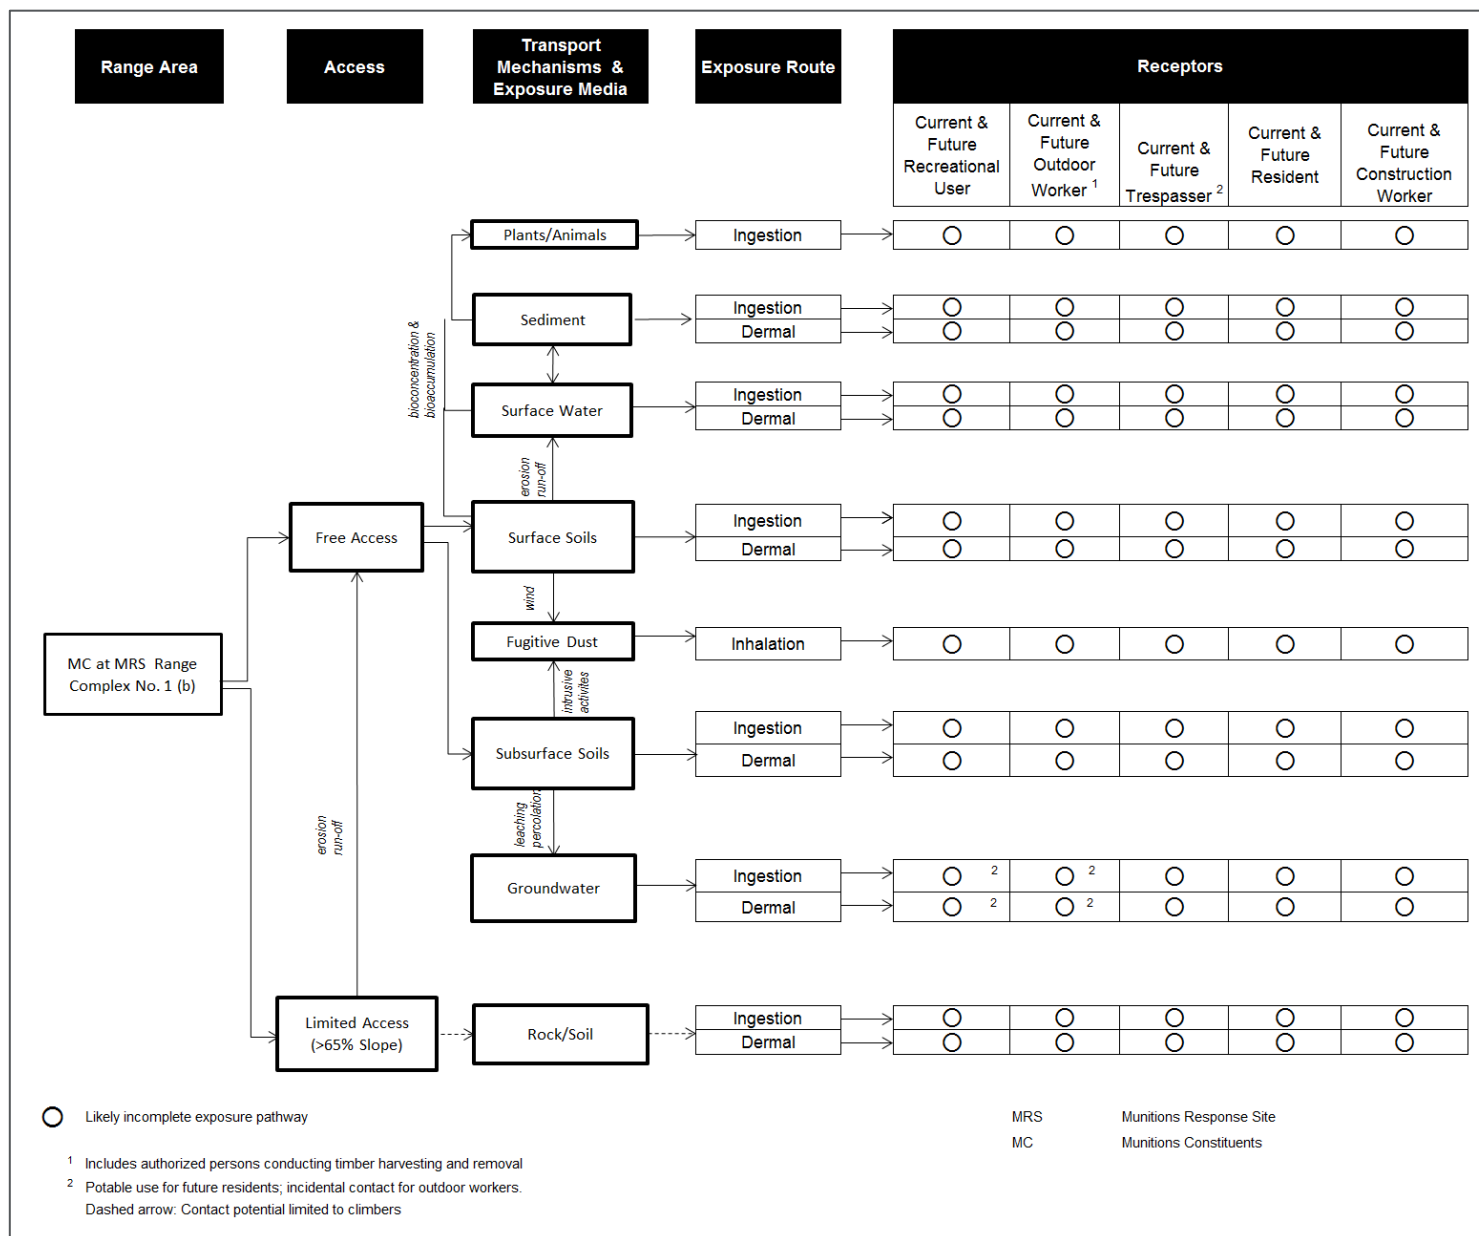 Range Area
Access
Transport
Mechanisms &
Exposure Media
Exposure Route
Receptors
Current &
Future
Recreational
User
Current &
Future
Outdoor
Worker 1
Current &
Future
Trespasser 2
Current &
Future
Resident
Current &
Future
Construction
Worker
Plants/Animals
Ingestion
bioconcentration &
bioaccumulation
Sediment
Ingestion
Dermal
Surface Water
Ingestion
Dermal
erosion
run-off
Free Access
Surface Soils
Ingestion
Dermal
wind
Fugitive Dust
Inhalation
MC at MRS Range
Complex No. 1 (b)
intrusive
activites
Subsurface Soils
Ingestion
Dermal
leaching
percolation
erosion
run-off
Groundwater
Ingestion
2
2
Dermal
2
2
Limited Access
(>65% Slope)
Rock/Soil
Ingestion
Dermal
Likely incomplete exposure pathway
MRS Munitions Response Site
MC Munitions Constituents
1 Includes authorized persons conducting timber harvesting and removal
2 Potable use for future residents; incidental contact for outdoor workers.
Dashed arrow: Contact potential limited to climbers